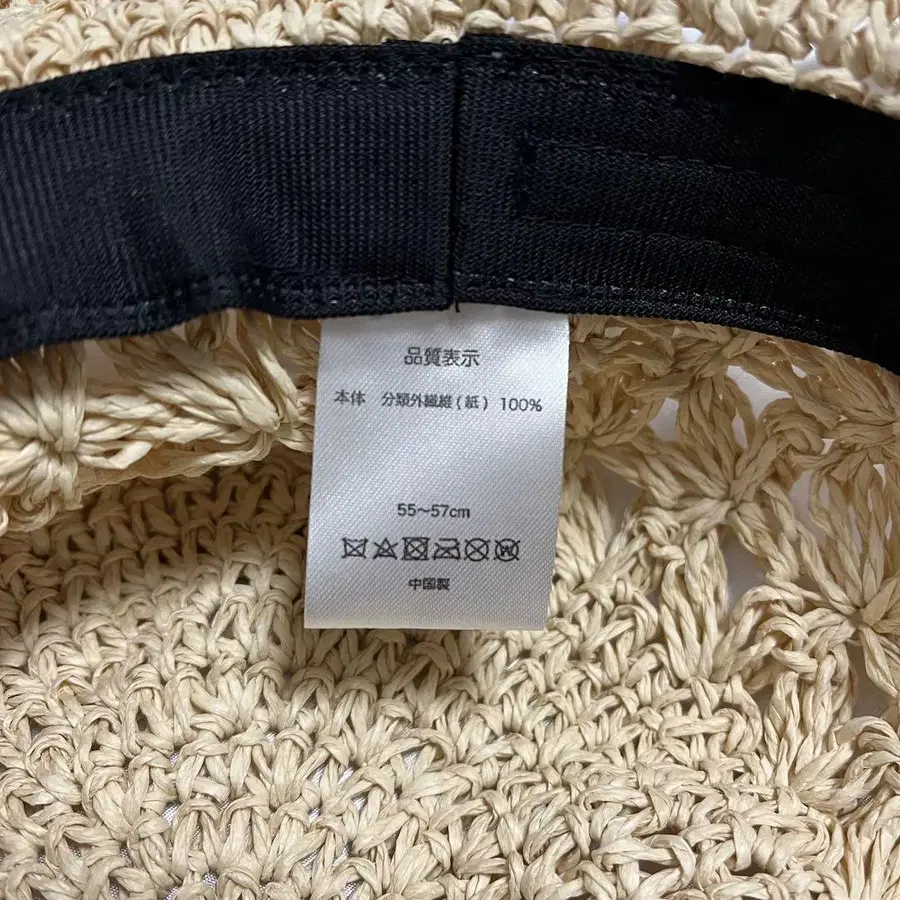 品質表示
本体 分類外繊維(紙) 100%
55～57cm
中国製